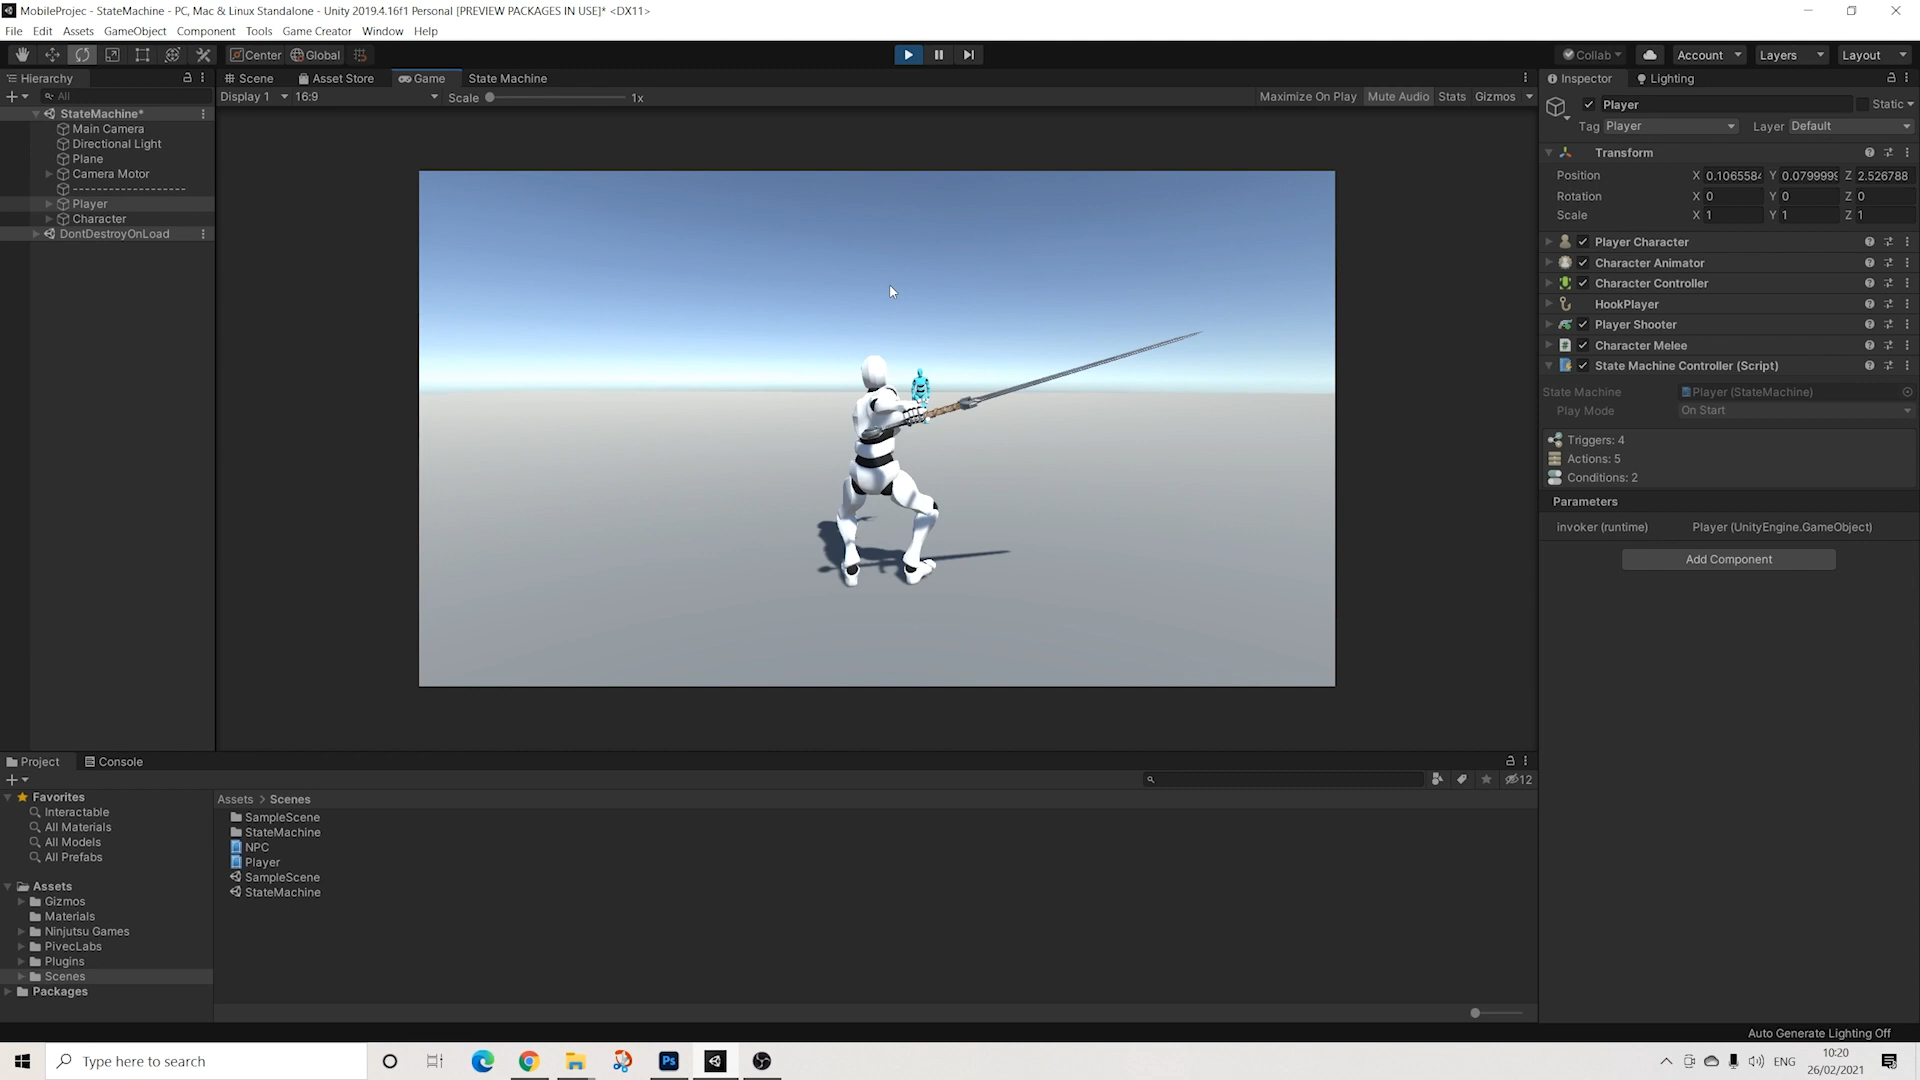 MobileProjec - StateMachine - PC, Mac & Linux Standalone - Unity 2019.4.16f1 Personal [PREVIEW PACKAGES IN USE]* <DX11>
File Edit Assets GameObject Component Tools Game Creator Window Help
Center Global Collab Account Layers Layout
Hierarchy Scene Asset Store Game State Machine Inspector Lighting
All Display 1 16:9 Scale 1x Maximize On Play Mute Audio Stats Gizmos
StateMachine*
Main Camera
Directional Light
Plane
Camera Motor
-------------------
Player
Character
DontDestroyOnLoad
Player Static
Tag Player Layer Default
Transform
Position X 0.1065584 Y 0.0799999 Z 2.526788
Rotation X 0 Y 0 Z 0
Scale X 1 Y 1 Z 1
Player Character
Character Animator
Character Controller
HookPlayer
Player Shooter
Character Melee
State Machine Controller (Script)
State Machine Player (StateMachine)
Play Mode On Start
Triggers: 4
Actions: 5
Conditions: 2
Parameters
invoker (runtime) Player (UnityEngine.GameObject)
Add Component
Project Console
12
Favorites
Interactable
All Materials
All Models
All Prefabs
Assets
Gizmos
Materials
Ninjutsu Games
PivecLabs
Plugins
Scenes
Packages
Assets > Scenes
SampleScene
StateMachine
NPC
Player
SampleScene
StateMachine
Auto Generate Lighting Off
Type here to search
Ps
ENG
10:20
26/02/2021